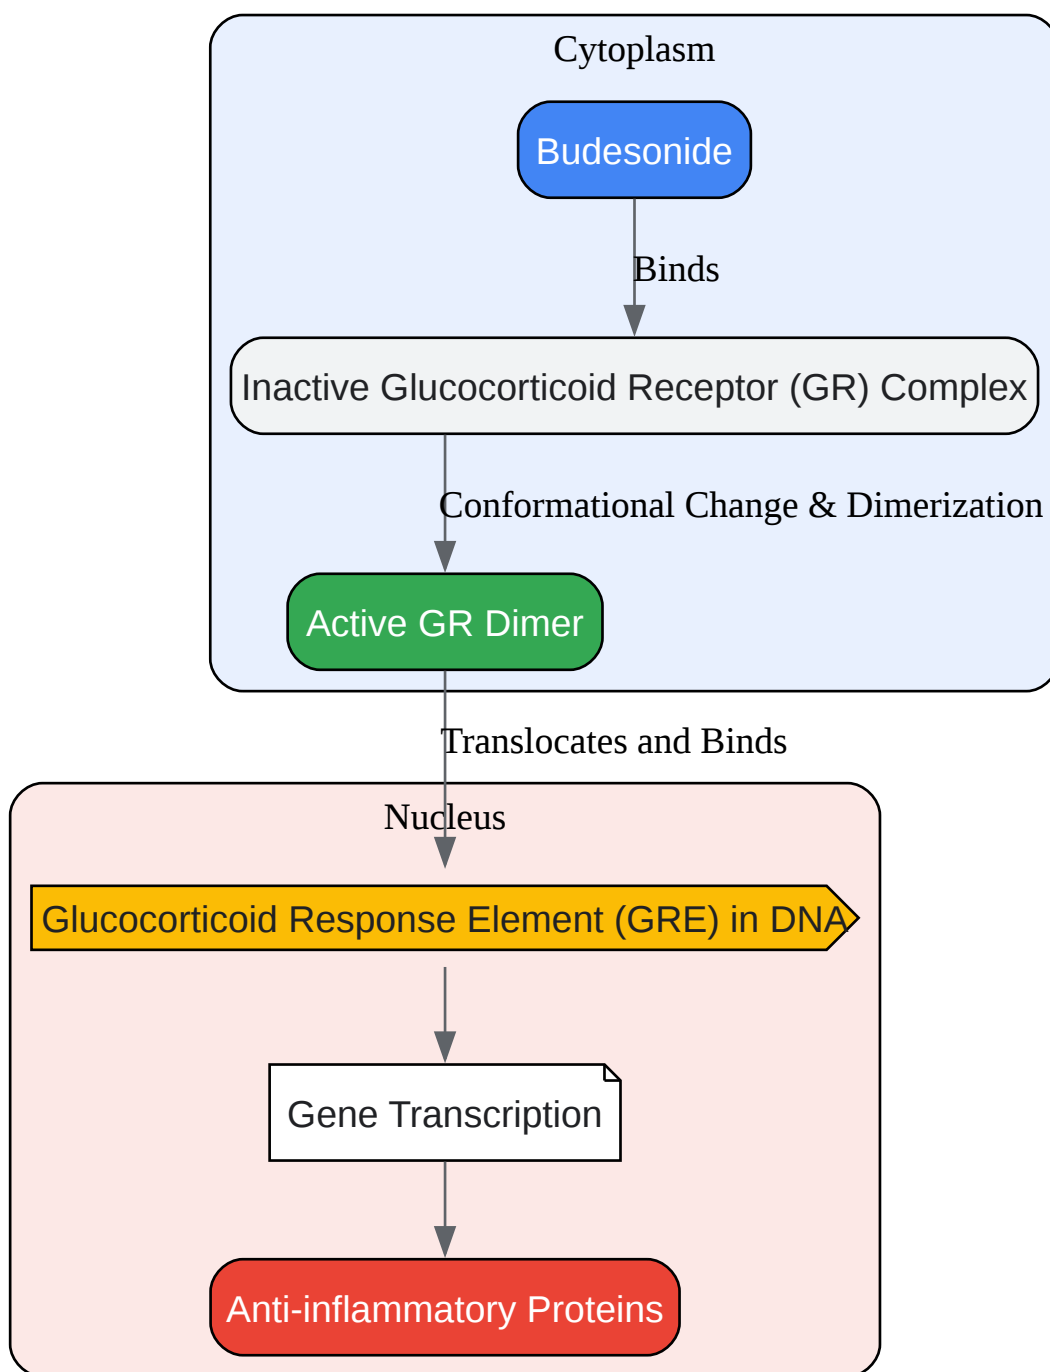 Cytoplasm
Budesonide
Binds
Inactive Glucocorticoid Receptor (GR) Complex
Conformational Change & Dimerization
Active GR Dimer
Translocates and Binds
Nucleus
Glucocorticoid Response Element (GRE) in DNA
Gene Transcription
Anti-inflammatory Proteins